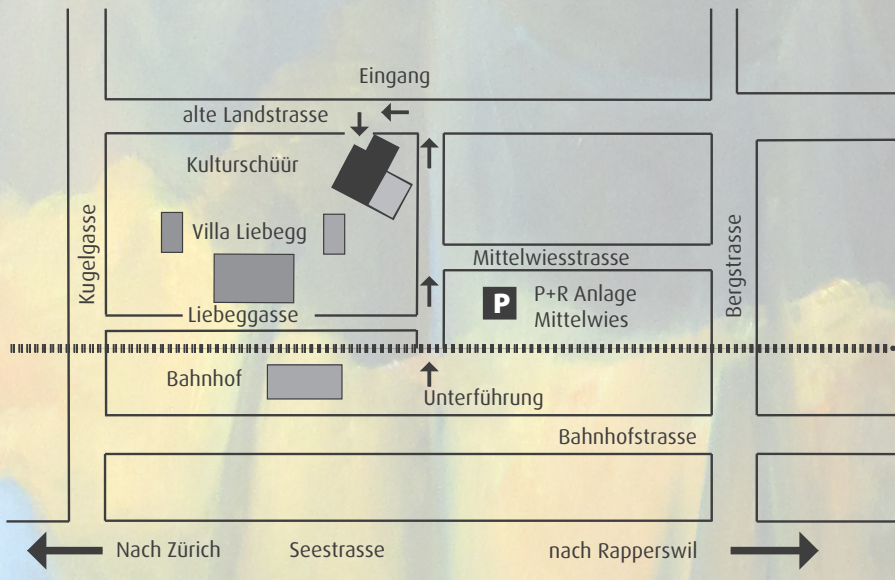 Eingang
alte Landstrasse
Kulturschüür
Kugelgasse
Villa Liebegg
Mittelwiesstrasse
Bergstrasse
P
P+R Anlage
Mittelwies
Liebeggasse
Bahnhof
Unterführung
Bahnhofstrasse
Nach Zürich
Seestrasse
nach Rapperswil